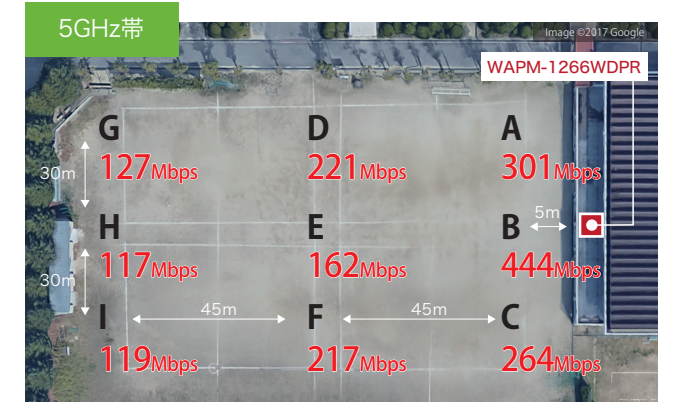 5GHz帯
Image ©2017 Google
WAPM-1266WDPR
G
D
A
127Mbps
221Mbps
301Mbps
30m
5m
H
E
B
117Mbps
162Mbps
444Mbps
30m
45m
45m
I
F
C
119Mbps
217Mbps
264Mbps